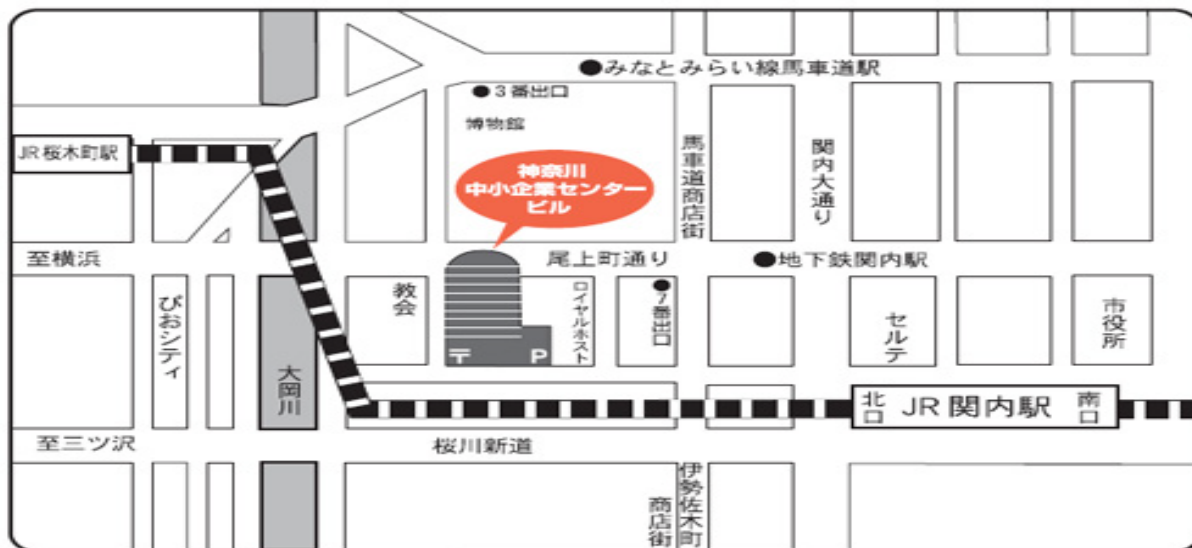 ●みなとみらい線馬車道駅
●3番出口
博物館
JR桜木町駅
神奈川
中小企業センター
ビル
馬車道商店街
関内大通り
至横浜
尾上町通り
●地下鉄関内駅
ぴおシティ
大岡川
教会
〒
P
ロイヤルホスト
●7番出口
セルテ
市役所
北口
JR関内駅
南口
至三ツ沢
桜川新道
伊勢佐木町
商店街